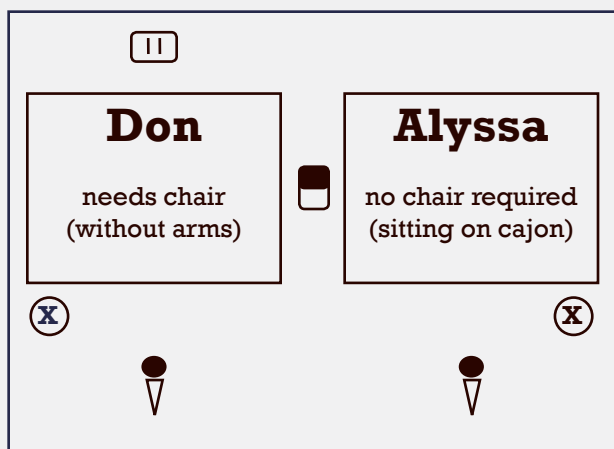 Don
needs chair
(without arms)
Alyssa
no chair required
(sitting on cajon)
X
X